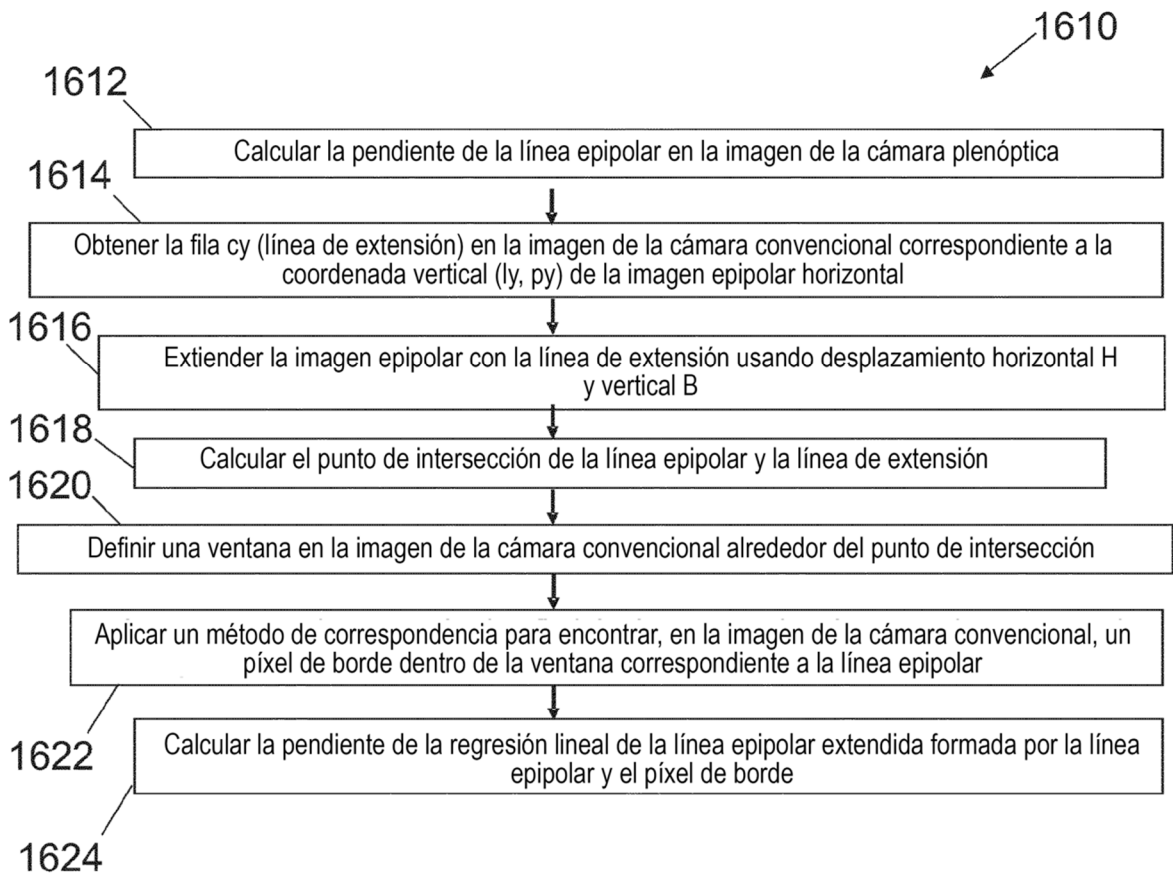 1610
1612
Calcular la pendiente de la línea epipolar en la imagen de la cámara plenóptica
1614
Obtener la fila cy (línea de extensión) en la imagen de la cámara convencional correspondiente a la
coordenada vertical (ly, py) de la imagen epipolar horizontal
1616
Extiender la imagen epipolar con la línea de extensión usando desplazamiento horizontal H
y vertical B
1618
Calcular el punto de intersección de la línea epipolar y la línea de extensión
1620
Definir una ventana en la imagen de la cámara convencional alrededor del punto de intersección
Aplicar un método de correspondencia para encontrar, en la imagen de la cámara convencional, un
píxel de borde dentro de la ventana correspondiente a la línea epipolar
1622
Calcular la pendiente de la regresión lineal de la línea epipolar extendida formada por la línea
epipolar y el píxel de borde
1624